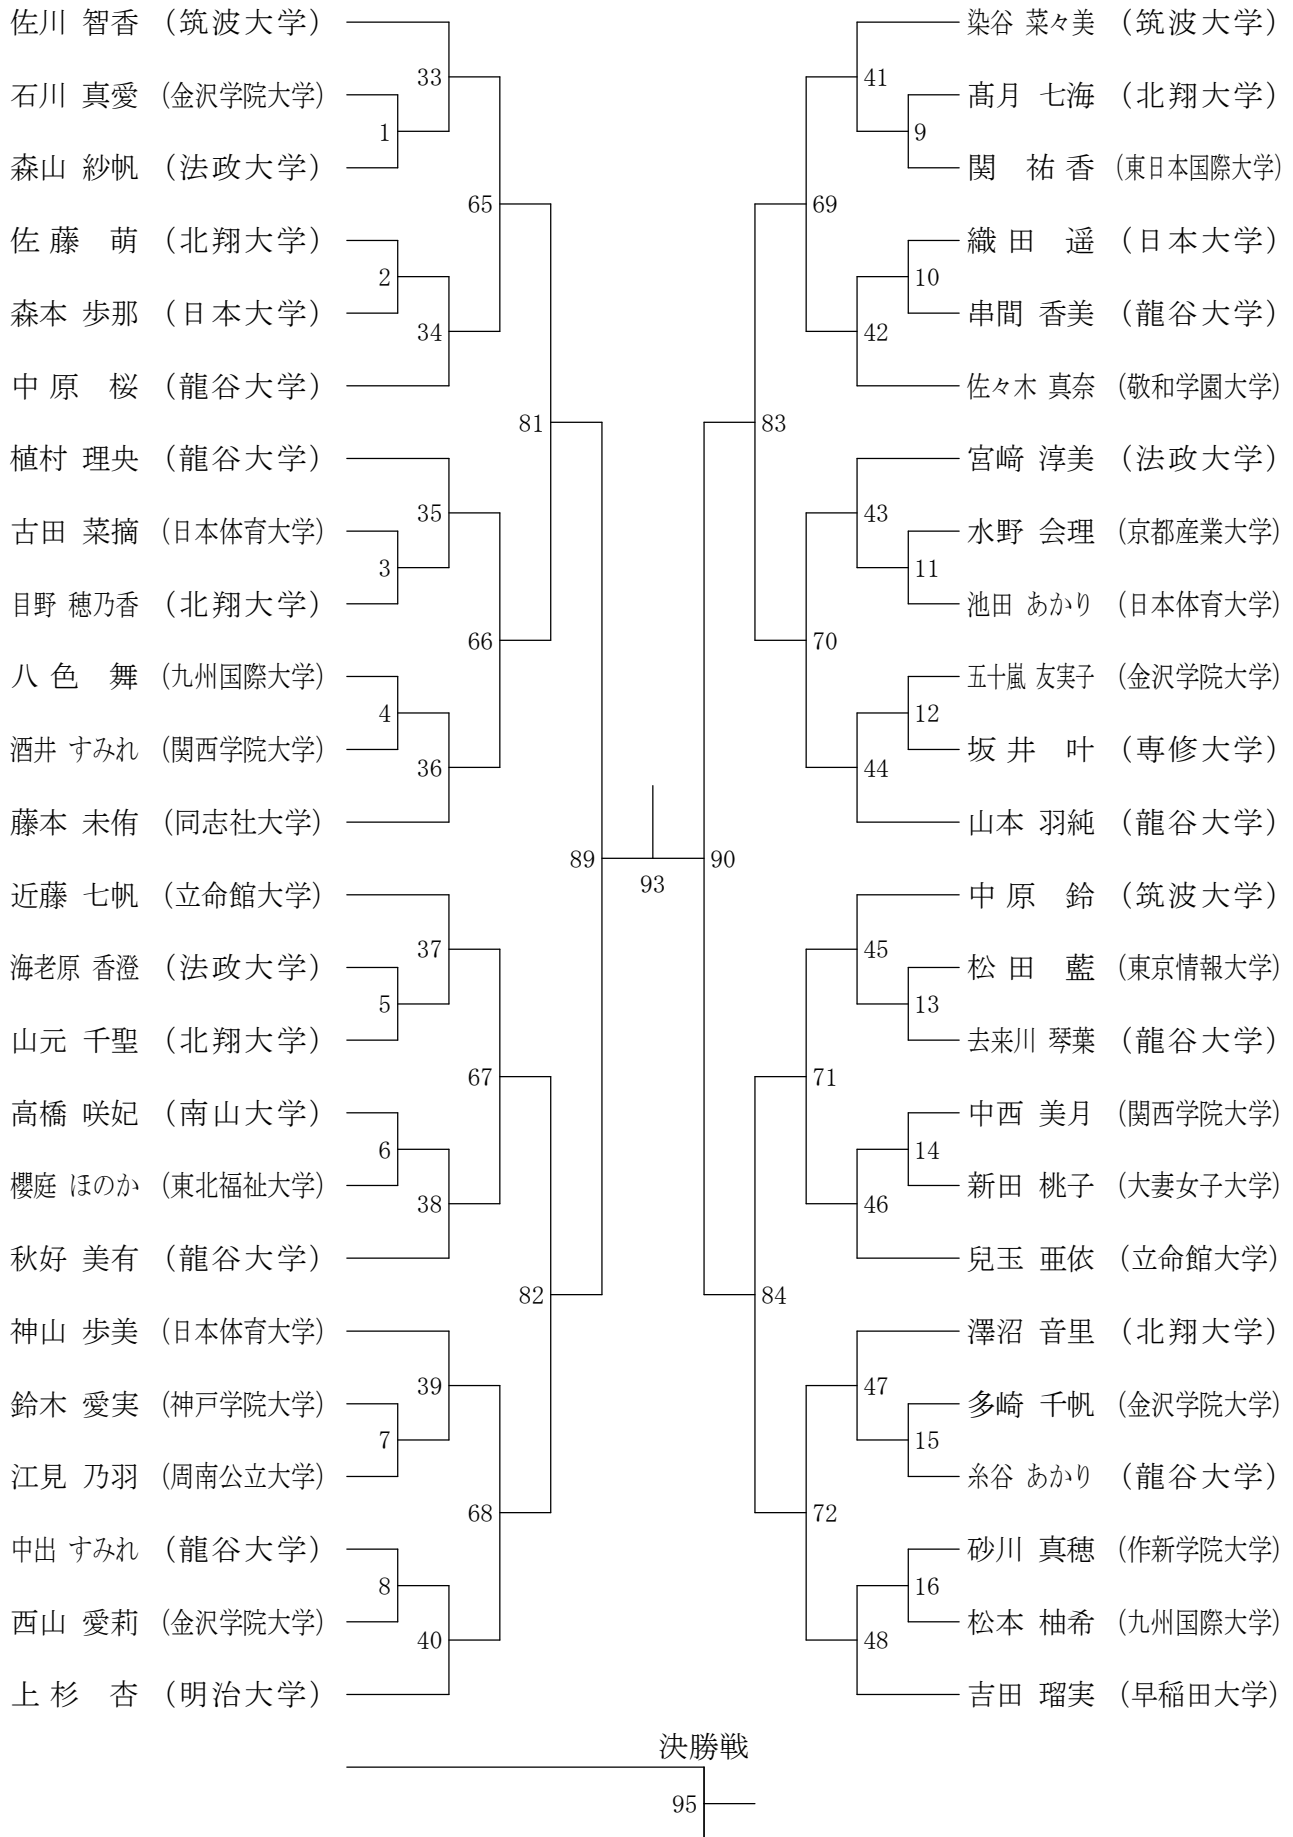 佐川 智香 (筑波大学)
33
石川 真愛 (金沢学院大学)
1
森山 紗帆 (法政大学)
65
佐藤 萌 (北翔大学)
2
森本 歩那 (日本大学)
34
中原 桜 (龍谷大学)
81
植村 理央 (龍谷大学)
35
古田 菜摘 (日本体育大学)
3
目野 穂乃香 (北翔大学)
66
八色 舞 (九州国際大学)
4
酒井 すみれ (関西学院大学)
36
藤本 未侑 (同志社大学)
89
近藤 七帆 (立命館大学)
37
海老原 香澄 (法政大学)
5
山元 千聖 (北翔大学)
67
高橋 咲妃 (南山大学)
6
櫻庭 ほのか (東北福祉大学)
38
秋好 美有 (龍谷大学)
82
神山 歩美 (日本体育大学)
39
鈴木 愛実 (神戸学院大学)
7
江見 乃羽 (周南公立大学)
68
中出 すみれ (龍谷大学)
8
西山 愛莉 (金沢学院大学)
40
上杉 杏 (明治大学)
93
染谷 菜々美 (筑波大学)
41
髙月 七海 (北翔大学)
9
関 祐香 (東日本国際大学)
69
織田 遥 (日本大学)
10
串間 香美 (龍谷大学)
42
佐々木 真奈 (敬和学園大学)
83
宮﨑 淳美 (法政大学)
43
水野 会理 (京都産業大学)
11
池田 あかり (日本体育大学)
70
五十嵐 友実子 (金沢学院大学)
12
坂井 叶 (専修大学)
44
山本 羽純 (龍谷大学)
90
中原 鈴 (筑波大学)
45
松田 藍 (東京情報大学)
13
去来川 琴葉 (龍谷大学)
71
中西 美月 (関西学院大学)
14
新田 桃子 (大妻女子大学)
46
兒玉 亜依 (立命館大学)
84
澤沼 音里 (北翔大学)
47
多崎 千帆 (金沢学院大学)
15
糸谷 あかり (龍谷大学)
72
砂川 真穂 (作新学院大学)
16
松本 柚希 (九州国際大学)
48
吉田 瑠実 (早稲田大学)
決勝戦
95